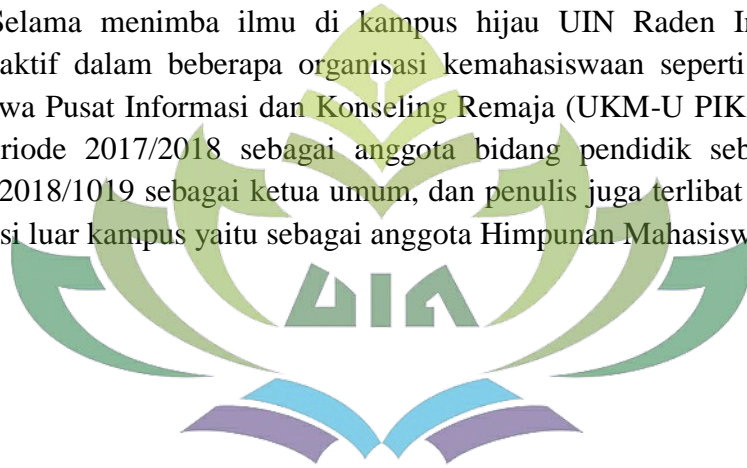 Selama menimba ilmu di kampus hijau UIN Raden In
aktif dalam beberapa organisasi kemahasiswaan seperti
wa Pusat Informasi dan Konseling Remaja (UKM-U PIK
riode 2017/2018 sebagai anggota bidang pendidik seb
2018/1019 sebagai ketua umum, dan penulis juga terlibat
si luar kampus yaitu sebagai anggota Himpunan Mahasisw
UIN